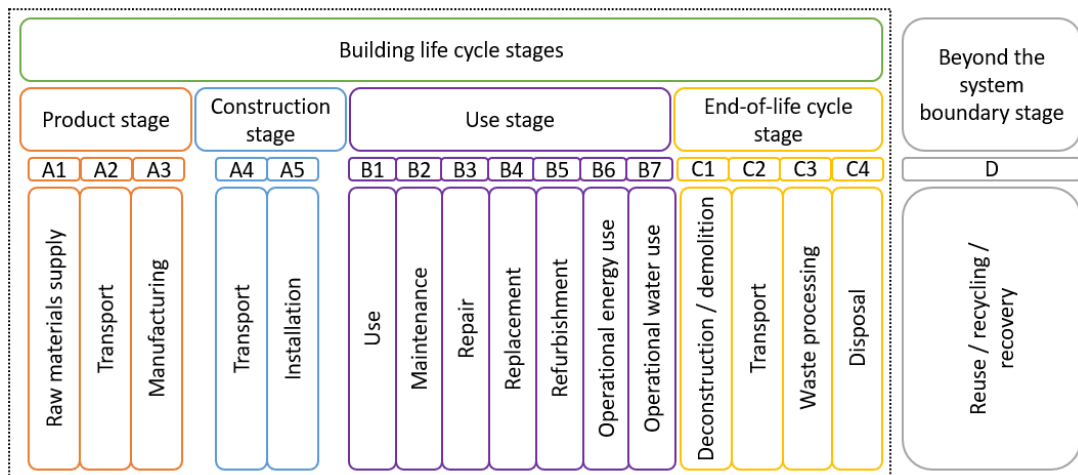 Building life cycle stages
Beyond the
system
boundary stage
Product stage
Construction
stage
Use stage
End-of-life cycle
stage
A1
A2
A3
A4
A5
B1
B2
B3
B4
B5
B6
B7
C1
C2
C3
C4
D
Raw materials supply
Transport
Manufacturing
Transport
Installation
Use
Maintenance
Repair
Replacement
Refurbishment
Operational energy use
Operational water use
Deconstruction / demolition
Transport
Waste processing
Disposal
Reuse / recycling /
recovery